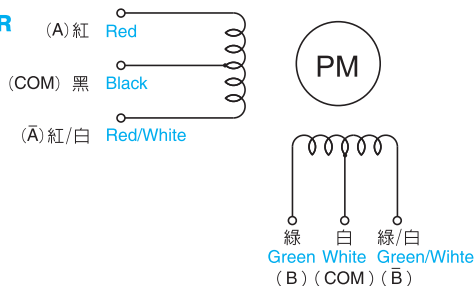 R
(A) 紅 Red
(COM) 黑 Black
(A̅) 紅/白 Red/White
PM
綠 白 綠/白
Green White Green/Wihte
(B) (COM) (B̅)